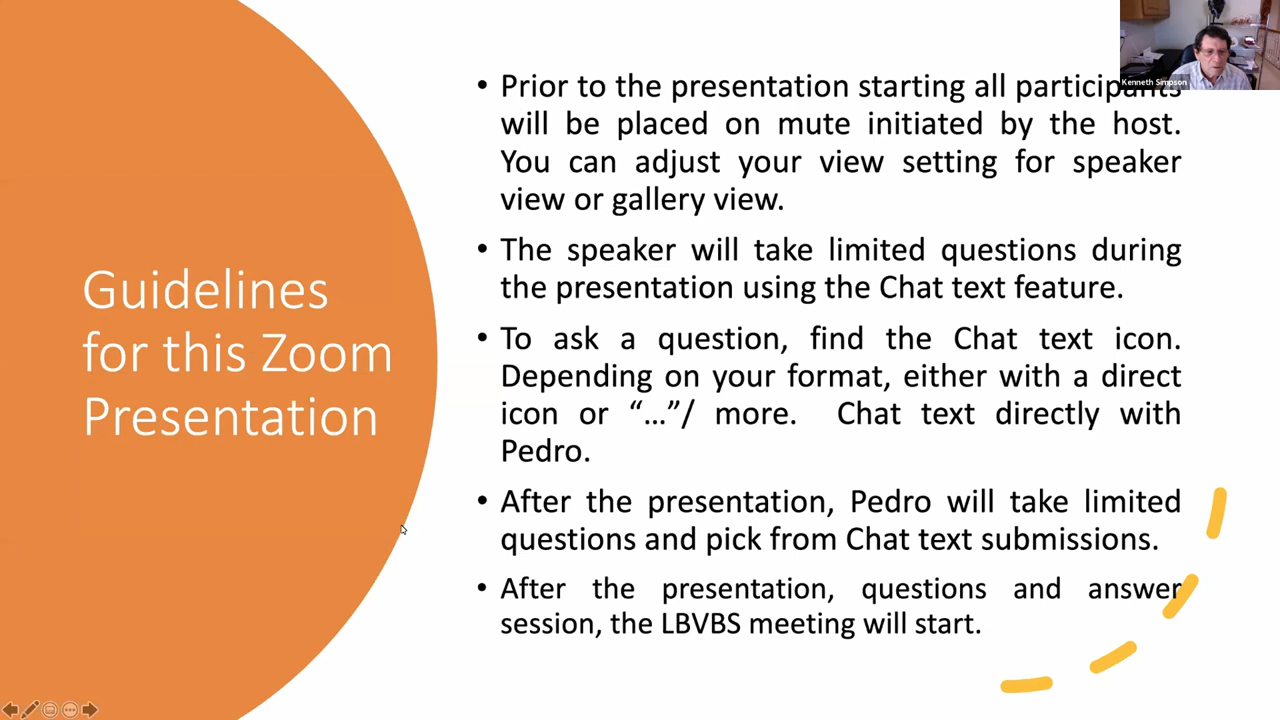 Guidelines
for this Zoom
Presentation
• Prior to the presentation starting all participants
will be placed on mute initiated by the host.
You can adjust your view setting for speaker
view or gallery view.
• The speaker will take limited questions during
the presentation using the Chat text feature.
• To ask a question, find the Chat text icon.
Depending on your format, either with a direct
icon or “…”/ more. Chat text directly with
Pedro.
• After the presentation, Pedro will take limited
questions and pick from Chat text submissions.
• After the presentation, questions and answer
session, the LBVBS meeting will start.
Kenneth Simpson